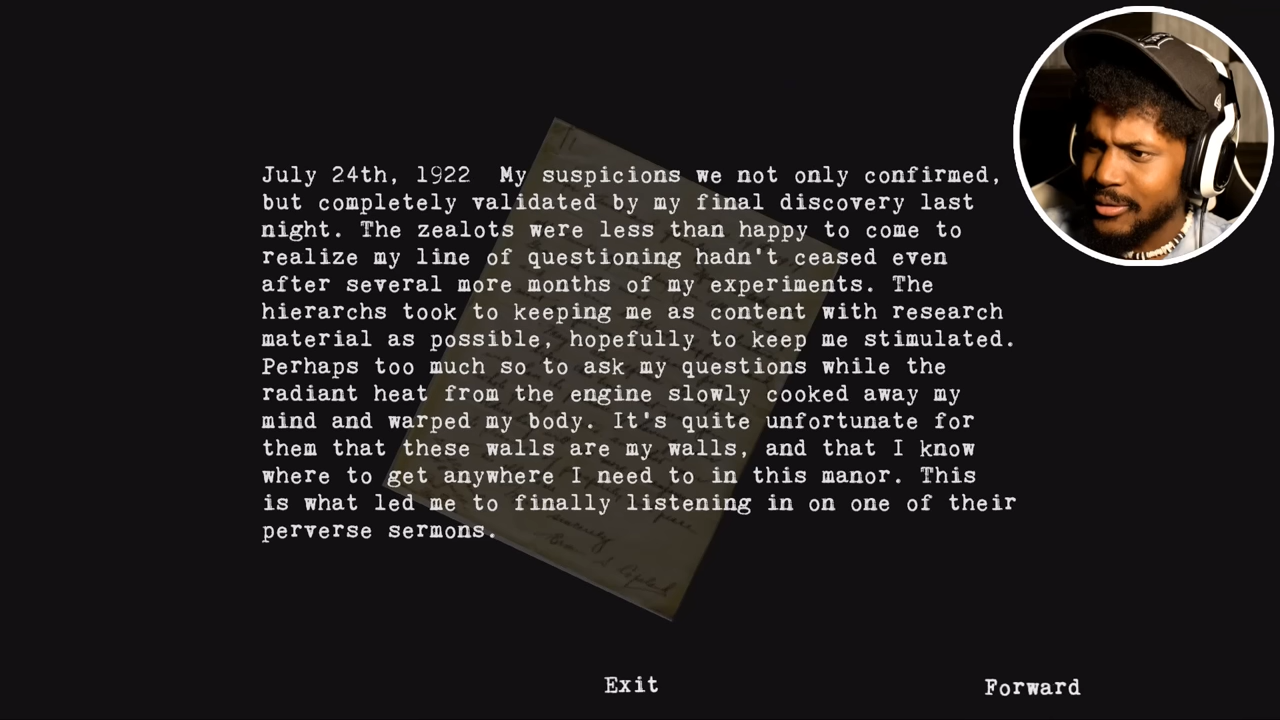 July 24th, 1922  My suspicions we not only confirmed,
but completely validated by my final discovery last
night. The zealots were less than happy to come to
realize my line of questioning hadn't ceased even
after several more months of my experiments. The
hierarchs took to keeping me as content with research
material as possible, hopefully to keep me stimulated.
Perhaps too much so to ask my questions while the
radiant heat from the engine slowly cooked away my
mind and warped my body. It's quite unfortunate for
them that these walls are my walls, and that I know
where to get anywhere I need to in this manor. This
is what led me to finally listening in on one of their
perverse sermons.
Exit
Forward